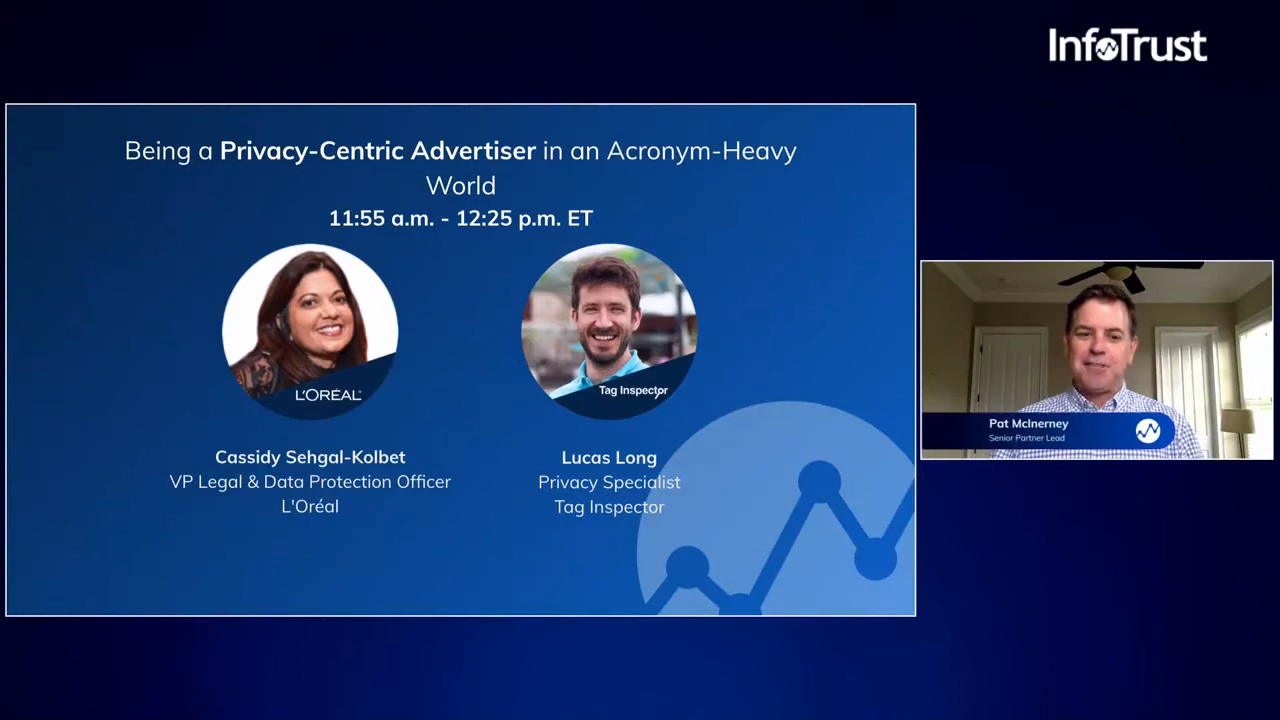 InfoTrust
Being a Privacy-Centric Advertiser in an Acronym-Heavy
World
11:55 a.m. - 12:25 p.m. ET
L'ORÉAL
Tag Inspector
Cassidy Sehgal-Kolbet
VP Legal & Data Protection Officer
L'Oréal
Lucas Long
Privacy Specialist
Tag Inspector
Pat McInerney
Senior Partner Lead